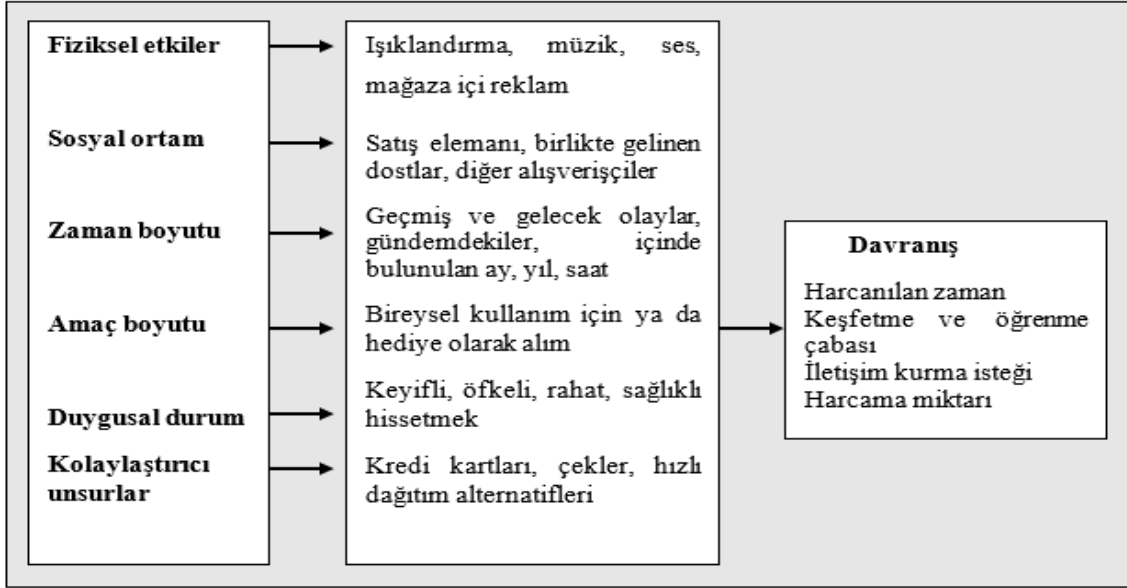 Fiziksel etkiler
Işıklandırma, müzik, ses,
mağaza içi reklam
Sosyal ortam
Satış elemanı, birlikte gelinen
dostlar, diğer alışverişçiler
Zaman boyutu
Geçmiş ve gelecek olaylar,
gündemdekiler, içinde
bulunulan ay, yıl, saat
Amaç boyutu
Bireysel kullanım için ya da
hediye olarak alım
Duygusal durum
Keyifli, öfkeli, rahat, sağlıklı
hissetmek
Kolaylaştırıcı
unsurlar
Kredi kartları, çekler, hızlı
dağıtım alternatifleri
Davranış
Harcanılan zaman
Keşfetme ve öğrenme
çabası
İletişim kurma isteği
Harcama miktarı